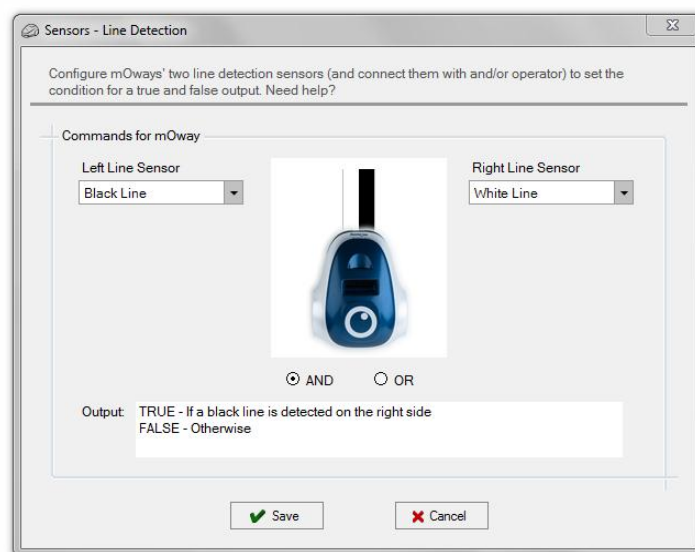 Sensors - Line Detection
Configure mOways' two line detection sensors (and connect them with and/or operator) to set the
condition for a true and false output. Need help?
Commands for mOway
Left Line Sensor
Right Line Sensor
Black Line
White Line
AND
OR
Output:
TRUE - If a black line is detected on the right side
FALSE - Otherwise
Save
Cancel